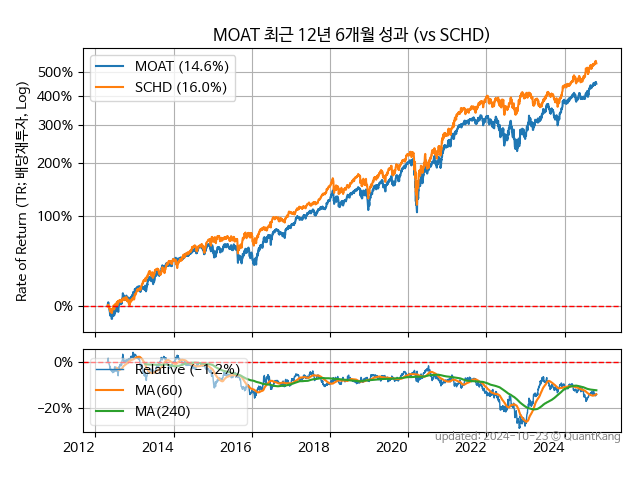 MOAT 최근 12년 6개월 성과 (vs SCHD)
MOAT (14.6%)
SCHD (16.0%)
500%
400%
300%
200%
100%
0%
Rate of Return (TR; 배당재투자, Log)
0%
−20%
Relative (−1.2%)
MA(60)
MA(240)
2012
2014
2016
2018
2020
2022
2024
updated: 2024-10-23 © QuantKang